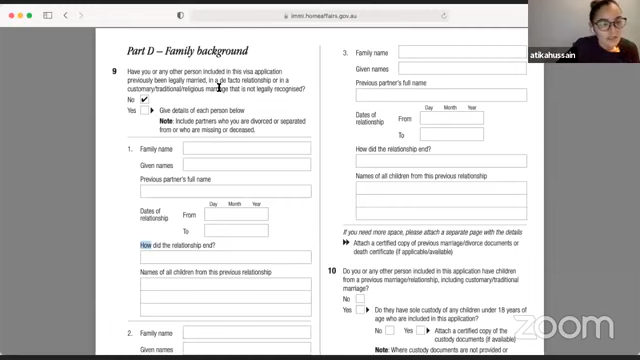 immi.homeaffairs.gov.au
Part D – Family background
9 Have you or any other person included in this visa application
previously been legally married, in a de facto relationship or in a
customary/traditional/religious marriage that is not legally recognised?
No ✔
Yes Give details of each person below
Note: Include partners who you are divorced or separated
from or who are missing or deceased.
1. Family name
Given names
Previous partner's full name
Day Month Year
Dates of
relationship
From
To
How did the relationship end?
Names of all children from this previous relationship
2. Family name
Given names
3. Family name
Given names
Previous partner's full name
Day Month Year
Dates of
relationship
From
To
How did the relationship end?
Names of all children from this previous relationship
If you need more space, please attach a separate page with the details
Attach a certified copy of previous marriage/divorce documents or
death certificate (if applicable/available)
10 Do you or any other person included in this application have children
from a previous relationship, including customary/traditional
marriage?
No
Yes Do they have sole custody of any children under 18 years of
age who are included in this application?
No Yes Attach a certified copy of the
custody documents (if available)
Note: Where custody documents are not provided or
atikahussain
zoom